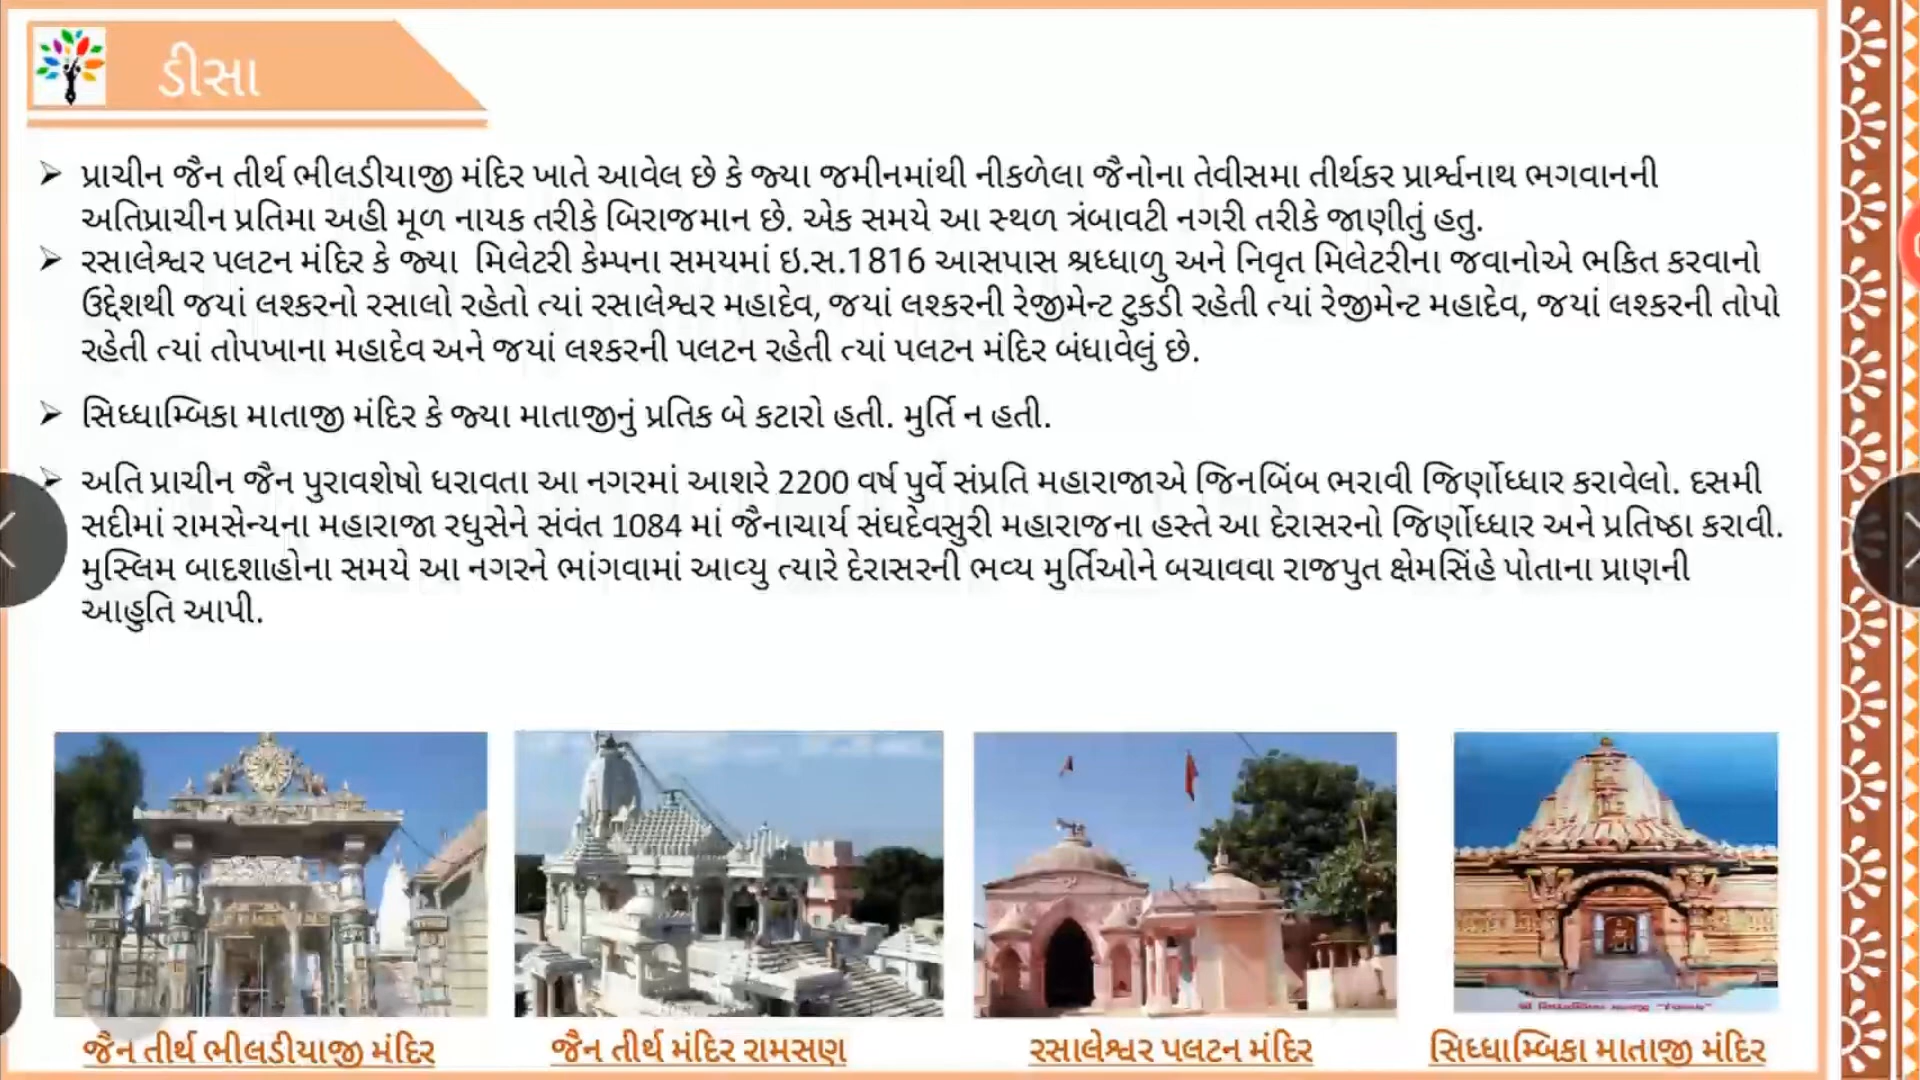 ડીસા
પ્રાચીન જૈન તીર્થ ભીલડીયાજી મંદિર ખાતે આવેલ છે કે જ્યા જમીનમાંથી નીકળેલા જૈનોના તેવીસમા તીર્થકર પ્રાર્શ્વનાથ ભગવાનની
અતિપ્રાચીન પ્રતિમા અહી મૂળ નાયક તરીકે બિરાજમાન છે. એક સમયે આ સ્થળ ત્રંબાવટી નગરી તરીકે જાણીતું હતુ.
રસાલેશ્વર પલટન મંદિર કે જ્યા મિલેટરી કેમ્પના સમયમાં ઇ.સ.1816 આસપાસ શ્રધ્ધાળુ અને નિવૃત મિલેટરીના જવાનોએ ભકિત કરવાનો
ઉદ્દેશથી જયાં લશ્કરનો રસાલો રહેતો ત્યાં રસાલેશ્વર મહાદેવ, જયાં લશ્કરની રેજીમેન્ટ ટુકડી રહેતી ત્યાં રેજીમેન્ટ મહાદેવ, જયાં લશ્કરની તોપો
રહેતી ત્યાં તોપખાના મહાદેવ અને જયાં લશ્કરની પલટન રહેતી ત્યાં પલટન મંદિર બંધાવેલું છે.
સિધ્ધામ્બિકા માતાજી મંદિર કે જ્યા માતાજીનું પ્રતિક બે કટારો હતી. મુર્તિ ન હતી.
અતિ પ્રાચીન જૈન પુરાવશેષો ધરાવતા આ નગરમાં આશરે 2200 વર્ષ પુર્વે સંપ્રતિ મહારાજાએ જિનબિંબ ભરાવી જિર્ણોધ્ધાર કરાવેલો. દસમી
સદીમાં રામસેન્યના મહારાજા રધુસેને સંવંત 1084 માં જૈનાચાર્ય સંઘદેવસુરી મહારાજના હસ્તે આ દેરાસરનો જિર્ણોધ્ધાર અને પ્રતિષ્ઠા કરાવી.
મુસ્લિમ બાદશાહોના સમયે આ નગરને ભાંગવામાં આવ્યુ ત્યારે દેરાસરની ભવ્ય મુર્તિઓને બચાવવા રાજપુત ક્ષેમસિંહે પોતાના પ્રાણની
આહુતિ આપી.
જૈન તીર્થ ભીલડીયાજી મંદિર
જૈન તીર્થ મંદિર રામસણ
રસાલેશ્વર પલટન મંદિર
સિધ્ધામ્બિકા માતાજી મંદિર